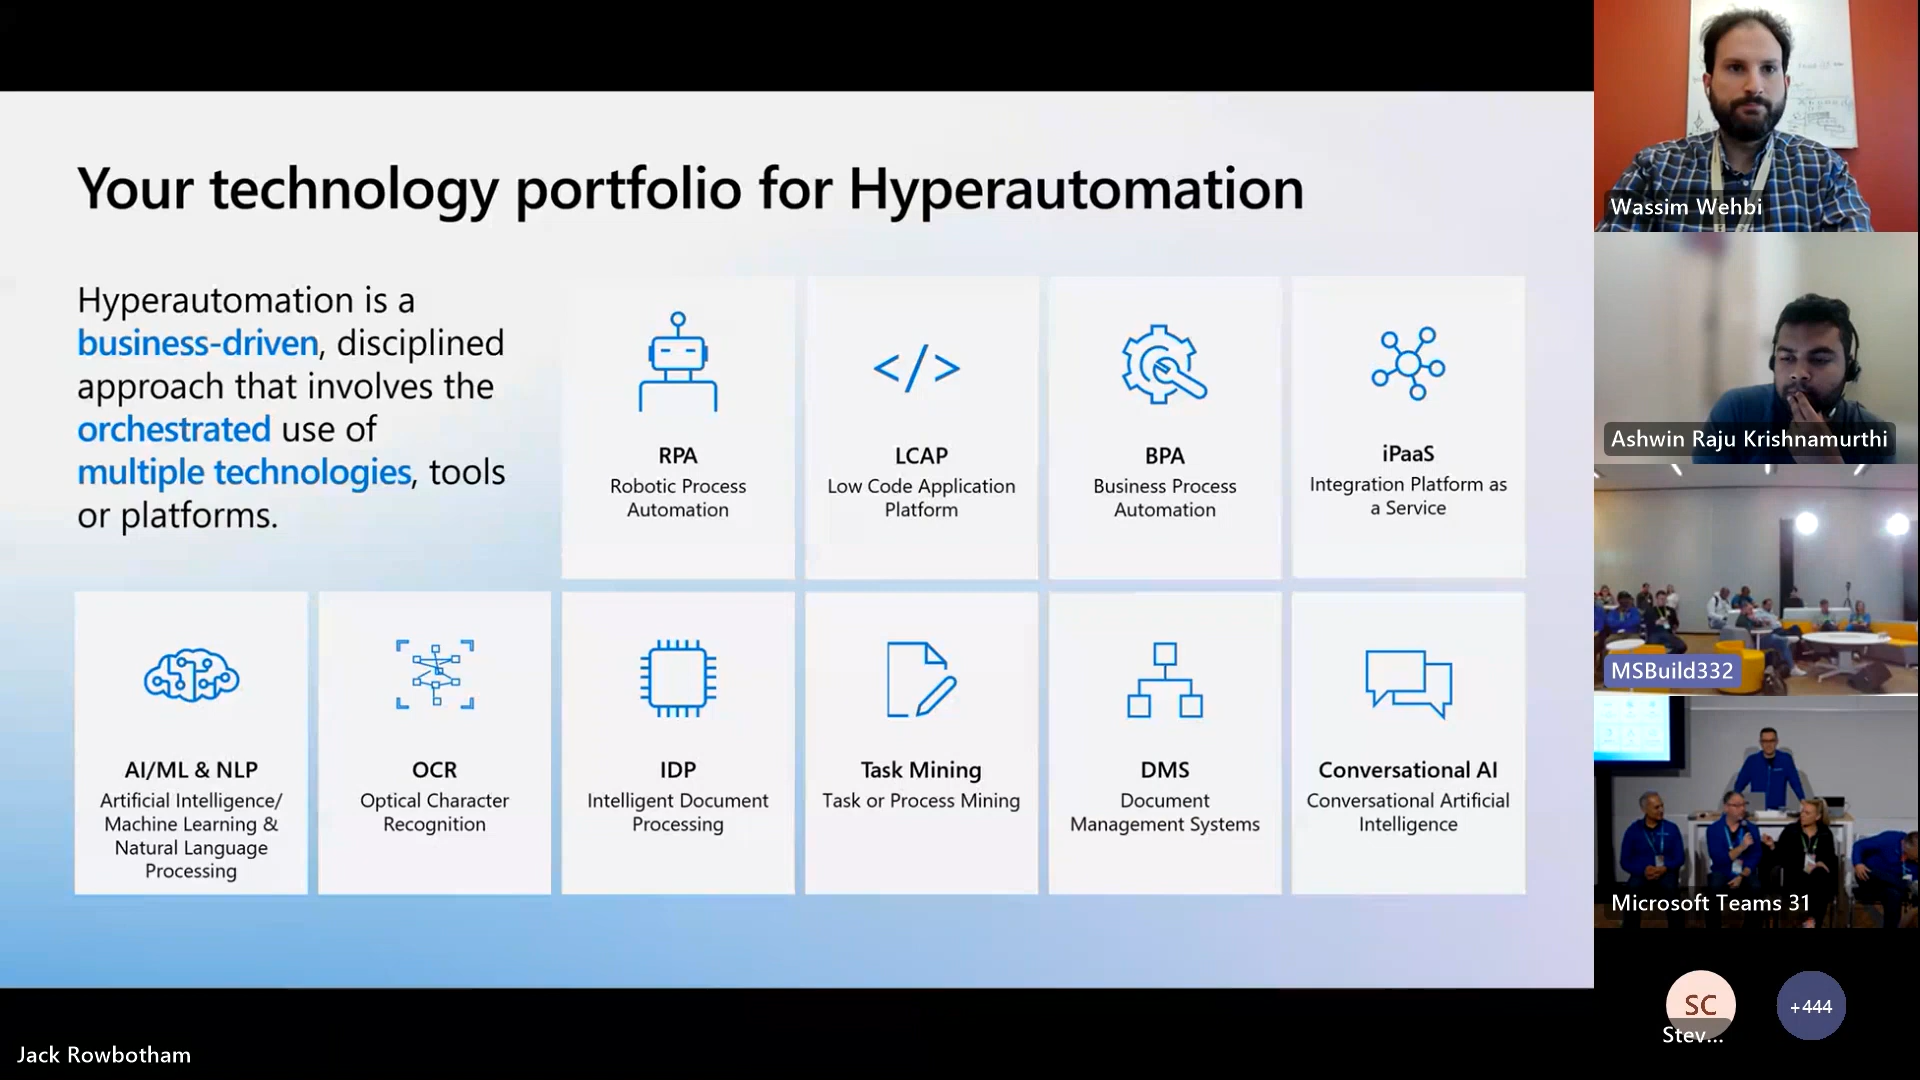 Your technology portfolio for Hyperautomation
Hyperautomation is a
business-driven, disciplined
approach that involves the
orchestrated use of
multiple technologies, tools
or platforms.
RPA
Robotic Process
Automation
</>
LCAP
Low Code Application
Platform
BPA
Business Process
Automation
iPaaS
Integration Platform as
a Service
AI/ML & NLP
Artificial Intelligence/
Machine Learning &
Natural Language
Processing
OCR
Optical Character
Recognition
IDP
Intelligent Document
Processing
Task Mining
Task or Process Mining
DMS
Document
Management Systems
Conversational AI
Conversational Artificial
Intelligence
Wassim Wehbi
Ashwin Raju Krishnamurthi
MSBuild332
Microsoft Teams 31
SC
Stev...
+444
Jack Rowbotham